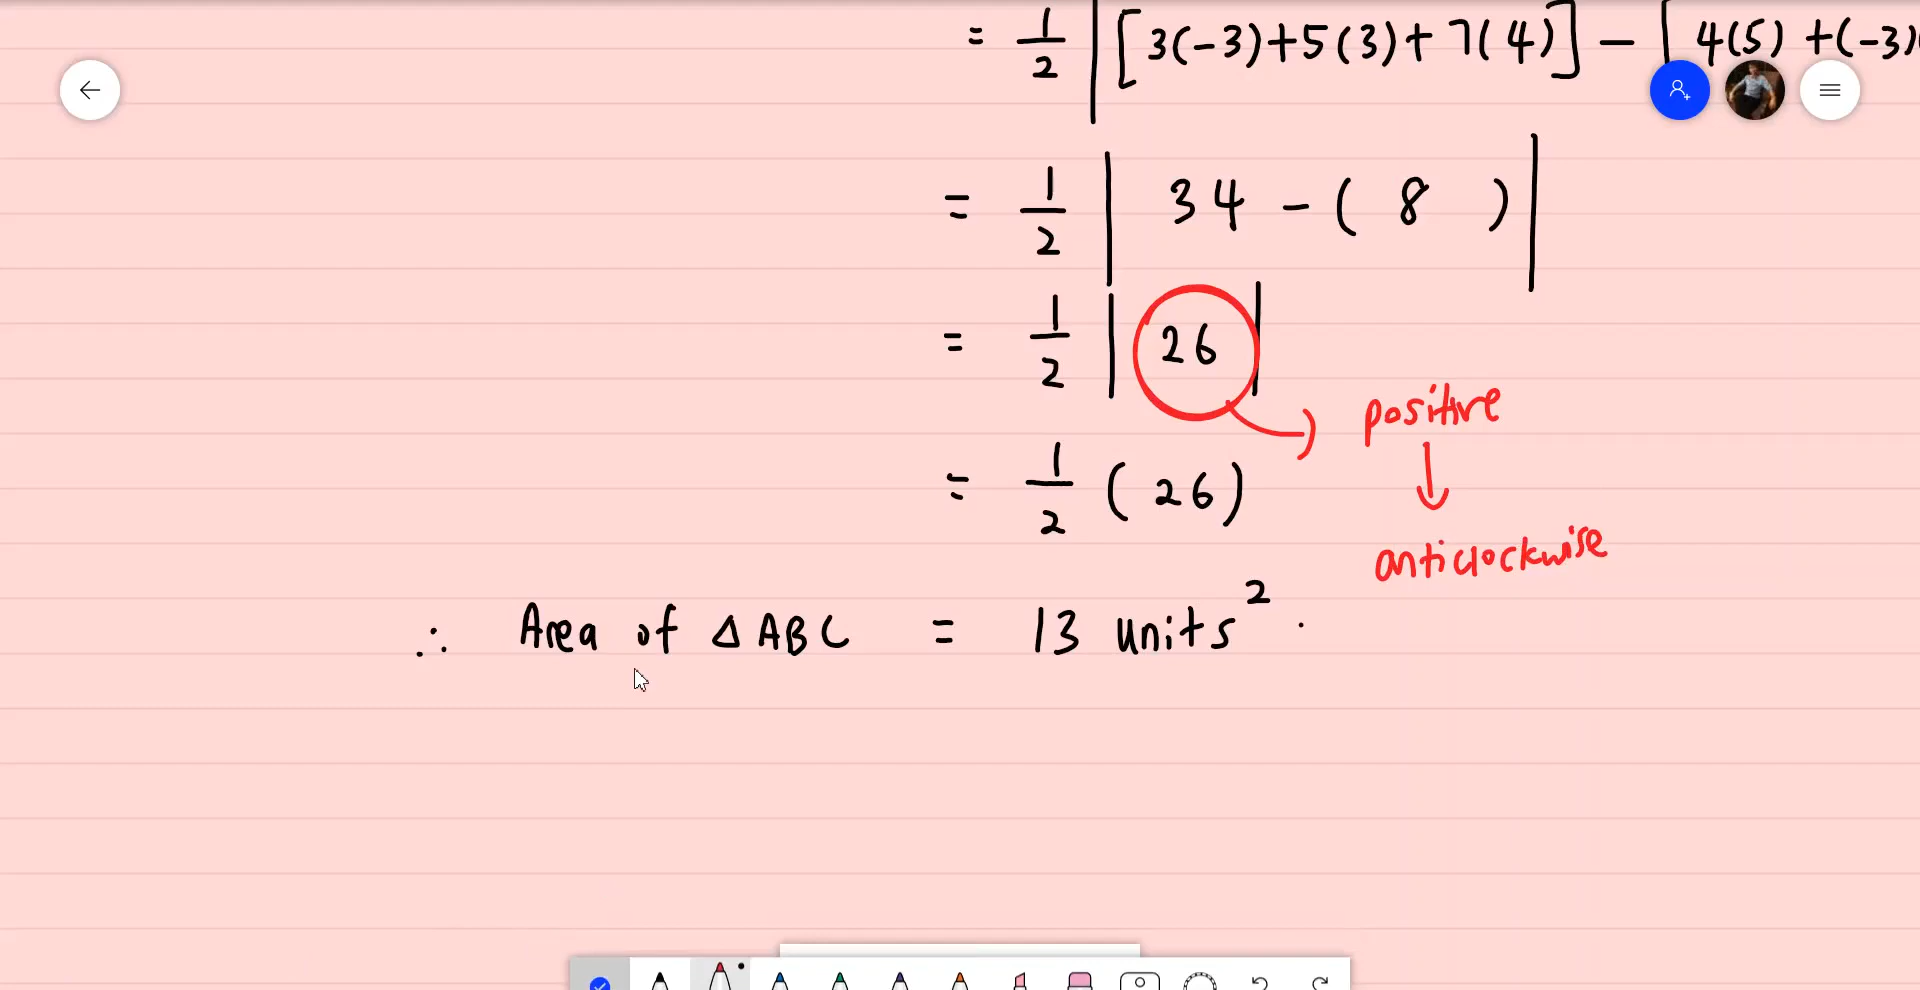 = 1/2 |[3(-3)+5(3)+7(4)] - [4(5) +(-3)(
= 1/2 | 34 - ( 8 ) |
= 1/2 | 26 |
positive
= 1/2 ( 26 )
anticlockwise
∴ Area of △ABC = 13 units² .